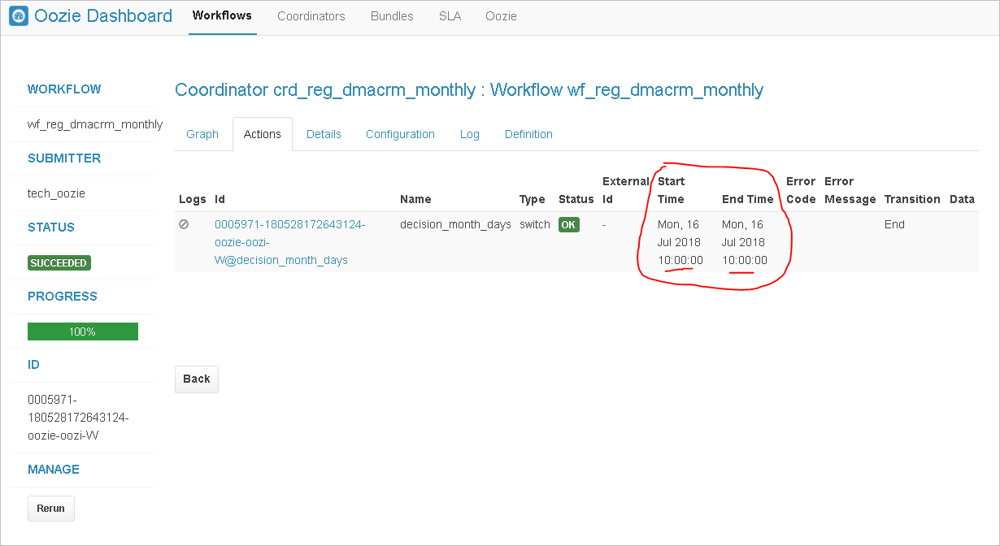 Oozie Dashboard Workflows Coordinators Bundles SLA Oozie
WORKFLOW
wf_reg_dmacrm_monthly
SUBMITTER
tech_oozie
STATUS
SUCCEEDED
PROGRESS
100%
ID
0005971-
180528172643124-
oozie-oozi-W
MANAGE
Rerun
Coordinator crd_reg_dmacrm_monthly : Workflow wf_reg_dmacrm_monthly
Graph Actions Details Configuration Log Definition
External Start Error Error
Logs Id Name Type Status Id Time End Time Code Message Transition Data
0005971-180528172643124- decision_month_days switch OK - Mon, 16 Mon, 16 End
oozie-oozi- Jul 2018 Jul 2018
W@decision_month_days 10:00:00 10:00:00
Back